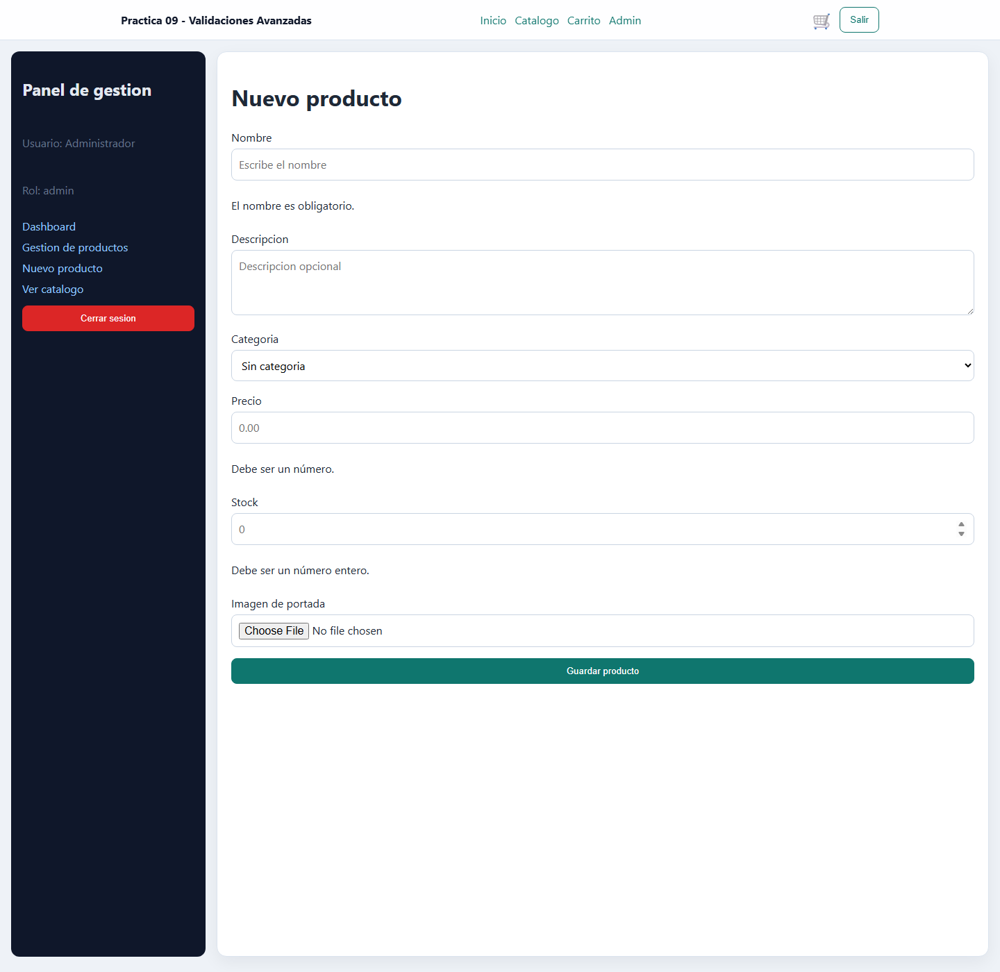 Practica 09 - Validaciones Avanzadas
Inicio Catalogo Carrito Admin
Salir
Panel de gestion
Usuario: Administrador
Rol: admin
Dashboard
Gestion de productos
Nuevo producto
Ver catalogo
Cerrar sesion
Nuevo producto
Nombre
Escribe el nombre
El nombre es obligatorio.
Descripcion
Descripcion opcional
Categoria
Sin categoria
Precio
0.00
Debe ser un número.
Stock
0
Debe ser un número entero.
Imagen de portada
Choose File No file chosen
Guardar producto